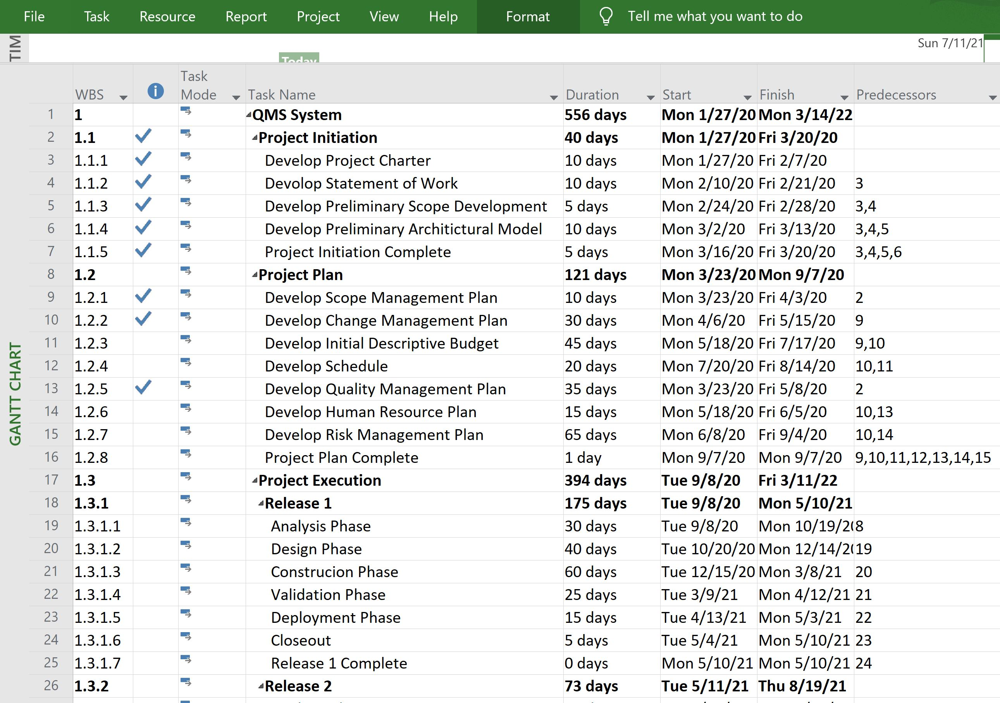 File Task Resource Report Project View Help Format Tell me what you want to do
TIM
Sun 7/11/21
Today
GANTT CHART
WBS Task Mode Task Name Duration Start Finish Predecessors
1 1 QMS System 556 days Mon 1/27/20 Mon 3/14/22
2 1.1 Project Initiation 40 days Mon 1/27/20 Fri 3/20/20
3 1.1.1 Develop Project Charter 10 days Mon 1/27/20 Fri 2/7/20
4 1.1.2 Devolop Statement of Work 10 days Mon 2/10/20 Fri 2/21/20 3
5 1.1.3 Develop Preliminary Scope Development 5 days Mon 2/24/20 Fri 2/28/20 3,4
6 1.1.4 Develop Preliminary Architictural Model 10 days Mon 3/2/20 Fri 3/13/20 3,4,5
7 1.1.5 Project Initiation Complete 5 days Mon 3/16/20 Fri 3/20/20 3,4,5,6
8 1.2 Project Plan 121 days Mon 3/23/20 Mon 9/7/20
9 1.2.1 Develop Scope Management Plan 10 days Mon 3/23/20 Fri 4/3/20 2
10 1.2.2 Develop Change Management Plan 30 days Mon 4/6/20 Fri 5/15/20 9
11 1.2.3 Develop Initial Descriptive Budget 45 days Mon 5/18/20 Fri 7/17/20 9,10
12 1.2.4 Develop Schedule 20 days Mon 7/20/20 Fri 8/14/20 10,11
13 1.2.5 Develop Quality Management Plan 35 days Mon 3/23/20 Fri 5/8/20 2
14 1.2.6 Develop Human Resource Plan 15 days Mon 5/18/20 Fri 6/5/20 10,13
15 1.2.7 Develop Risk Management Plan 65 days Mon 6/8/20 Fri 9/4/20 10,14
16 1.2.8 Project Plan Complete 1 day Mon 9/7/20 Mon 9/7/20 9,10,11,12,13,14,15
17 1.3 Project Execution 394 days Tue 9/8/20 Fri 3/11/22
18 1.3.1 Release 1 175 days Tue 9/8/20 Mon 5/10/21
19 1.3.1.1 Analysis Phase 30 days Tue 9/8/20 Mon 10/19/20 8
20 1.3.1.2 Design Phase 40 days Tue 10/20/20 Mon 12/14/20 19
21 1.3.1.3 Construcion Phase 60 days Tue 12/15/20 Mon 3/8/21 20
22 1.3.1.4 Validation Phase 25 days Tue 3/9/21 Mon 4/12/21 21
23 1.3.1.5 Deployment Phase 15 days Tue 4/13/21 Mon 5/3/21 22
24 1.3.1.6 Closeout 5 days Tue 5/4/21 Mon 5/10/21 23
25 1.3.1.7 Release 1 Complete 0 days Mon 5/10/21 Mon 5/10/21 24
26 1.3.2 Release 2 73 days Tue 5/11/21 Thu 8/19/21